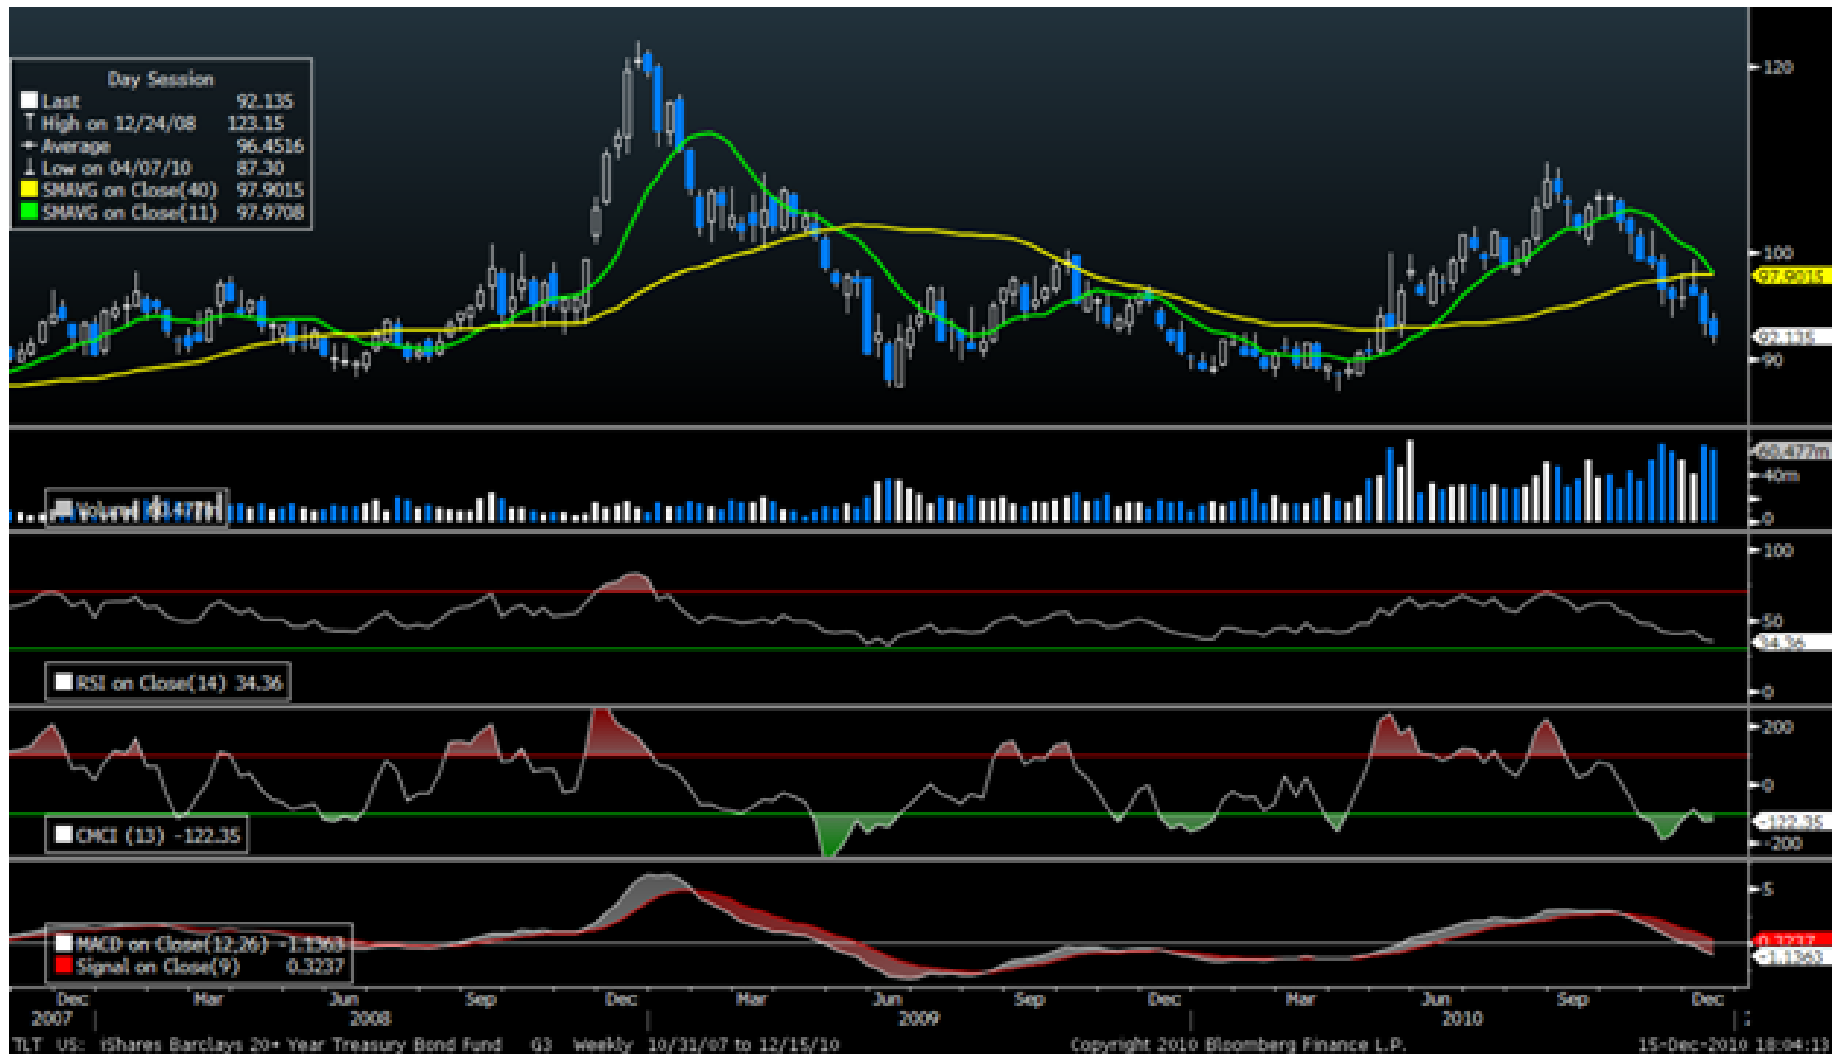 Day Session
Last 92.135
High on 12/24/08 123.15
Average 96.4516
Low on 04/07/10 87.30
SMAVG on Close(40) 97.9015
SMAVG on Close(11) 97.9708
120
100
97.9015
92.135
90
60.477m
40m
0
Volume 60.477m
100
50
34.36
0
RSI on Close(14) 34.36
200
0
-122.35
-200
CMCI (13) -122.35
5
0.3237
-1.1363
MACD on Close(12,26) -1.1363
Signal on Close(9) 0.3237
Dec Mar Jun Sep Dec Mar Jun Sep Dec Mar Jun Sep Dec
2007 2008 2009 2010
TLT US: iShares Barclays 20+ Year Treasury Bond Fund G3 Weekly 10/31/07 to 12/15/10 Copyright 2010 Bloomberg Finance L.P. 15-Dec-2010 18:04:13